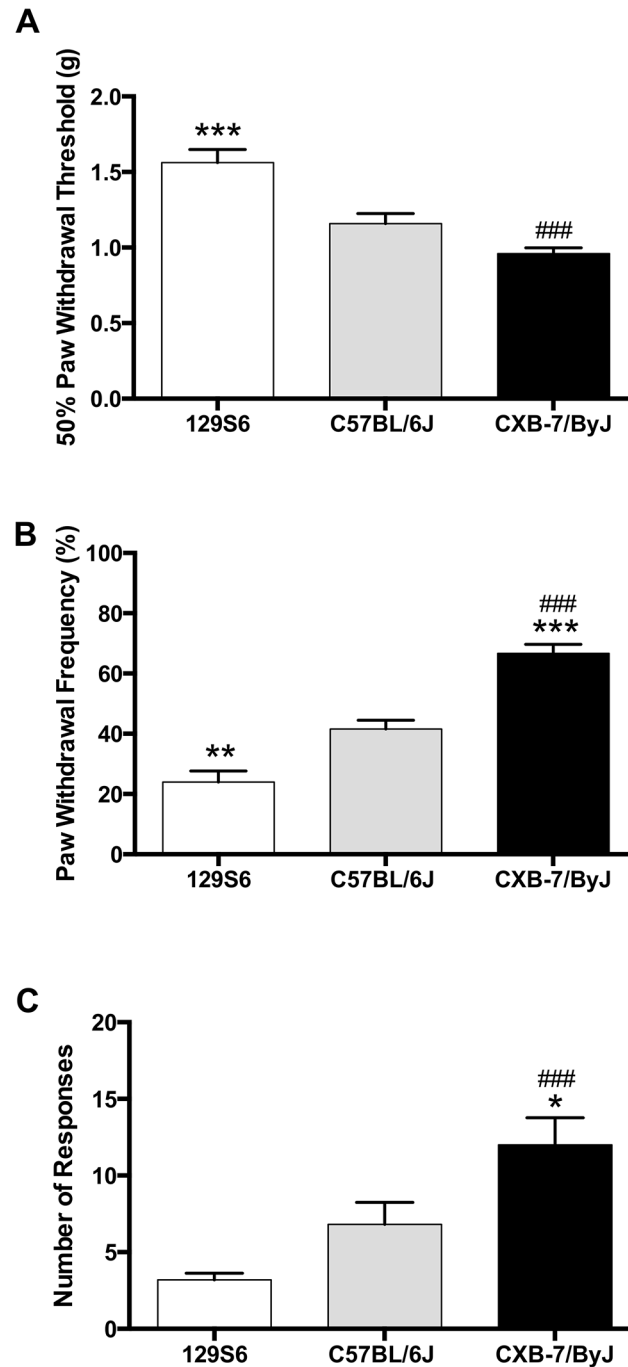 A
50% Paw Withdrawal Threshold (g)
2.0
1.5
1.0
0.5
0.0
***
###
129S6 C57BL/6J CXB-7/ByJ
B
Paw Withdrawal Frequency (%)
100
80
60
40
20
0
**
###
***
129S6 C57BL/6J CXB-7/ByJ
C
Number of Responses
20
15
10
5
0
###
*
129S6 C57BL/6J CXB-7/ByJ